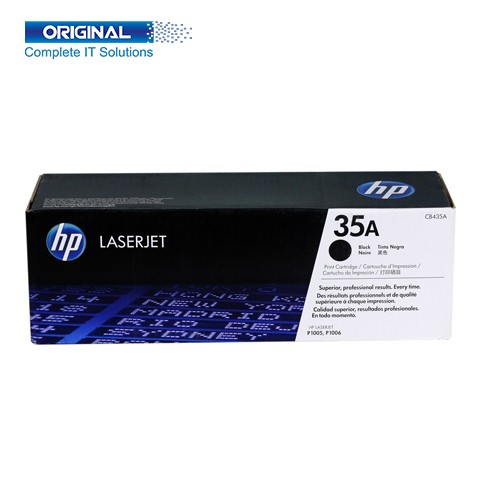 ORIGINAL
Complete IT Solutions
hp
LASERJET
hp
35A
CB435A
Black Tinta Negra
Noire 黑色
Print Cartridge / Cartouche d'Impression /
Cartucho de Impresión / 打印硒鼓
Superior, professional results. Every time.
Des résultats professionnels et de qualité
supérieure à chaque impression.
Calidad superior, resultados profesionales.
En todo momento.
HP LASERJET
P1005, P1006